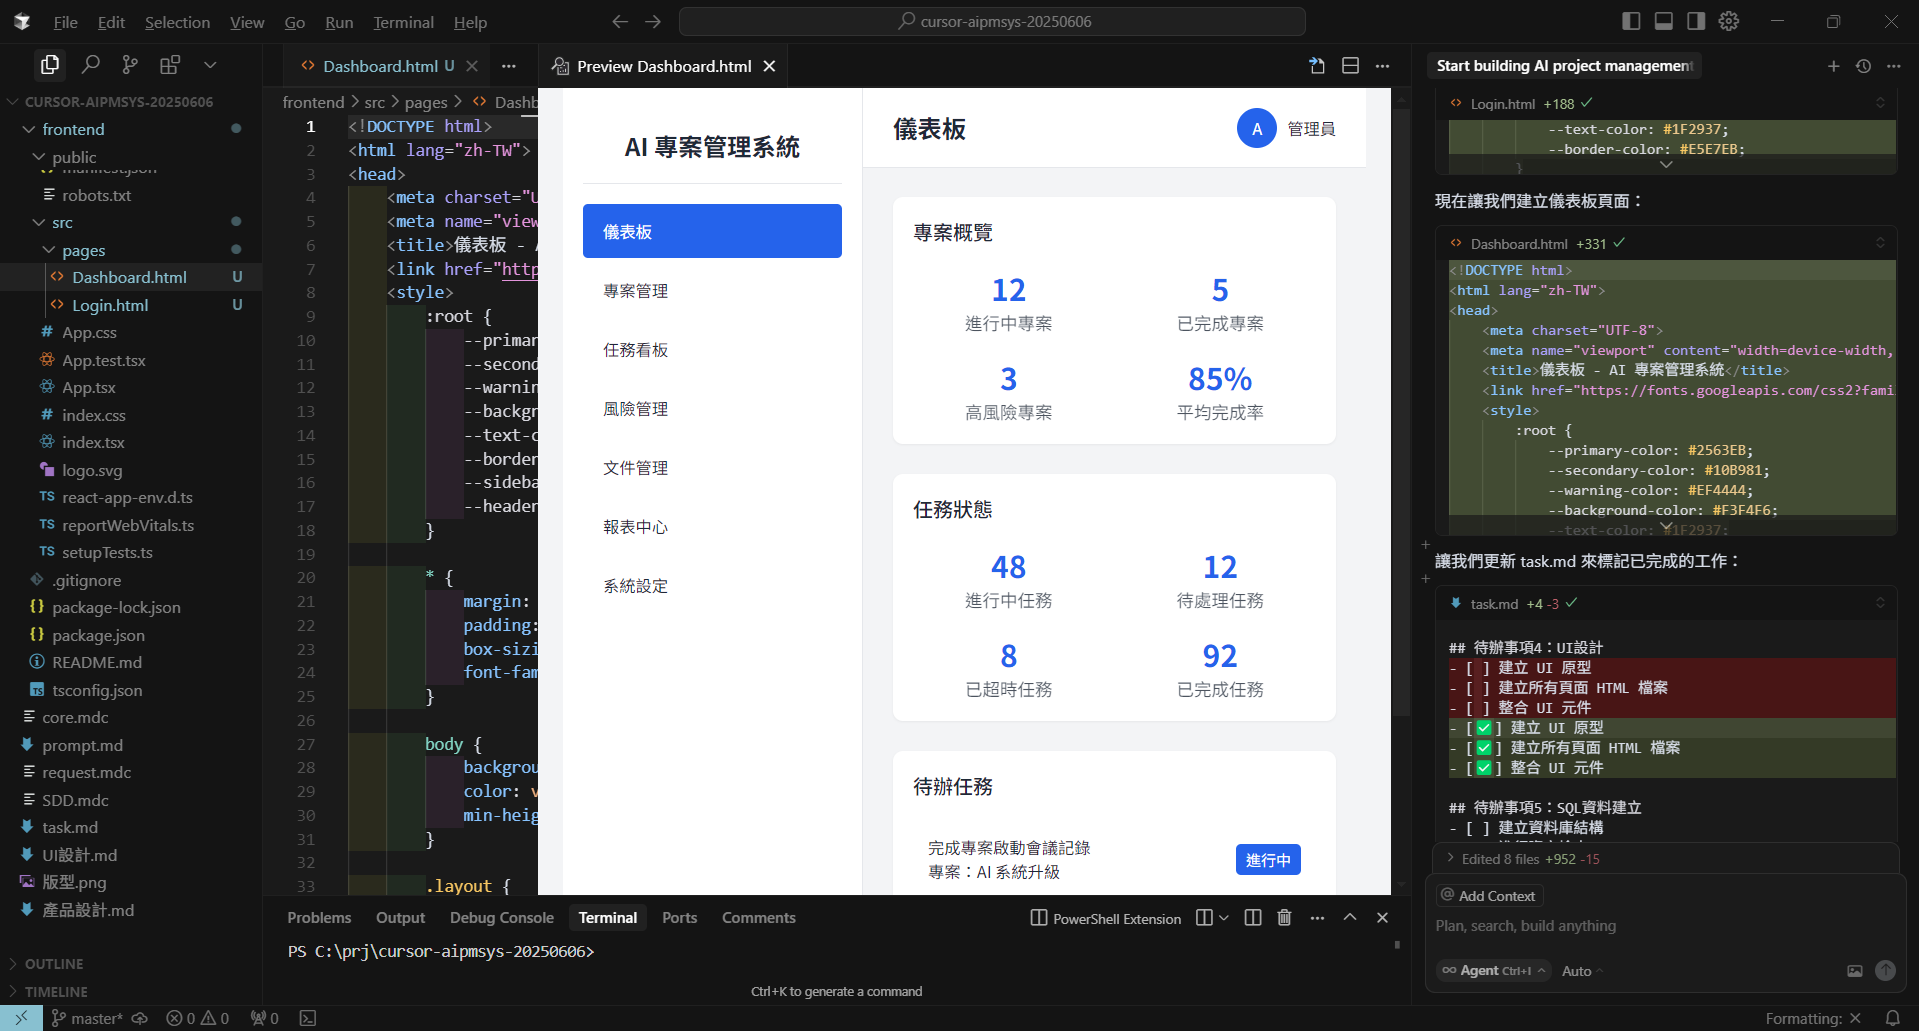 File Edit Selection View Go Run Terminal Help
cursor-aipmsys-20250606
CURSOR-AIPMSYS-20250606
frontend
public
manifest.json
robots.txt
src
pages
Dashboard.html U
Login.html U
App.css
App.test.tsx
App.tsx
index.css
index.tsx
logo.svg
react-app-env.d.ts
reportWebVitals.ts
setupTests.ts
.gitignore
package-lock.json
package.json
README.md
tsconfig.json
core.mdc
prompt.md
request.mdc
SDD.mdc
task.md
UI設計.md
版型.png
產品設計.md
OUTLINE
TIMELINE
Dashboard.html U
frontend > src > pages > Dashb
1 <!DOCTYPE html>
2 <html lang="zh-TW">
3 <head>
4 <meta charset="U
5 <meta name="view
6 <title>儀表板 -
7 <link href="http
8 <style>
9 :root {
10 --primar
11 --second
12 --warnin
13 --backgr
14 --text-c
15 --border
16 --sideba
17 --header
18 }
19
20 * {
21 margin:
22 padding:
23 box-sizi
24 font-fam
25 }
26
27 body {
28 backgrou
29 color: v
30 min-heig
31 }
32
33 .layout {
Preview Dashboard.html
AI 專案管理系統
儀表板
專案管理
任務看板
風險管理
文件管理
報表中心
系統設定
儀表板
A 管理員
專案概覽
12 5
進行中專案 已完成專案
3 85%
高風險專案 平均完成率
任務狀態
48 12
進行中任務 待處理任務
8 92
已超時任務 已完成任務
待辦任務
完成專案啟動會議記錄
專案：AI 系統升級
進行中
Problems Output Debug Console Terminal Ports Comments
PowerShell Extension
PS C:\prj\cursor-aipmsys-20250606>
Ctrl+K to generate a command
Start building AI project management
Login.html +188
--text-color: #1F2937;
--border-color: #E5E7EB;
}
現在讓我們建立儀表板頁面：
Dashboard.html +331
<!DOCTYPE html>
<html lang="zh-TW">
<head>
<meta charset="UTF-8">
<meta name="viewport" content="width=device-width,
<title>儀表板 - AI 專案管理系統</title>
<link href="https://fonts.googleapis.com/css2?fami
<style>
:root {
--primary-color: #2563EB;
--secondary-color: #10B981;
--warning-color: #EF4444;
--background-color: #F3F4F6;
--text-color: #1F2937;
讓我們更新 task.md 來標記已完成的工作：
task.md +4 -3
## 待辦事項4：UI設計
- [ ] 建立 UI 原型
- [ ] 建立所有頁面 HTML 檔案
- [ ] 整合 UI 元件
- [✅] 建立 UI 原型
- [✅] 建立所有頁面 HTML 檔案
- [✅] 整合 UI 元件
## 待辦事項5：SQL資料建立
- [ ] 建立資料庫結構
Edited 8 files +952 -15
@ Add Context
Plan, search, build anything
∞ Agent Ctrl+I Auto
master* 0 0 0
Formatting: